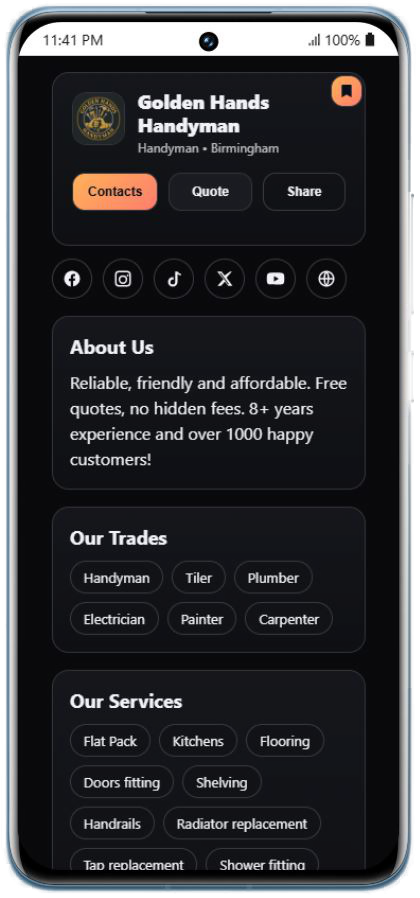 11:41 PM 100%
GOLDEN HANDS
HANDYMAN
Golden Hands
Handyman
Handyman • Birmingham
Contacts Quote Share
About Us
Reliable, friendly and affordable. Free
quotes, no hidden fees. 8+ years
experience and over 1000 happy
customers!
Our Trades
Handyman Tiler Plumber
Electrician Painter Carpenter
Our Services
Flat Pack Kitchens Flooring
Doors fitting Shelving
Handrails Radiator replacement
Tap replacement Shower fitting